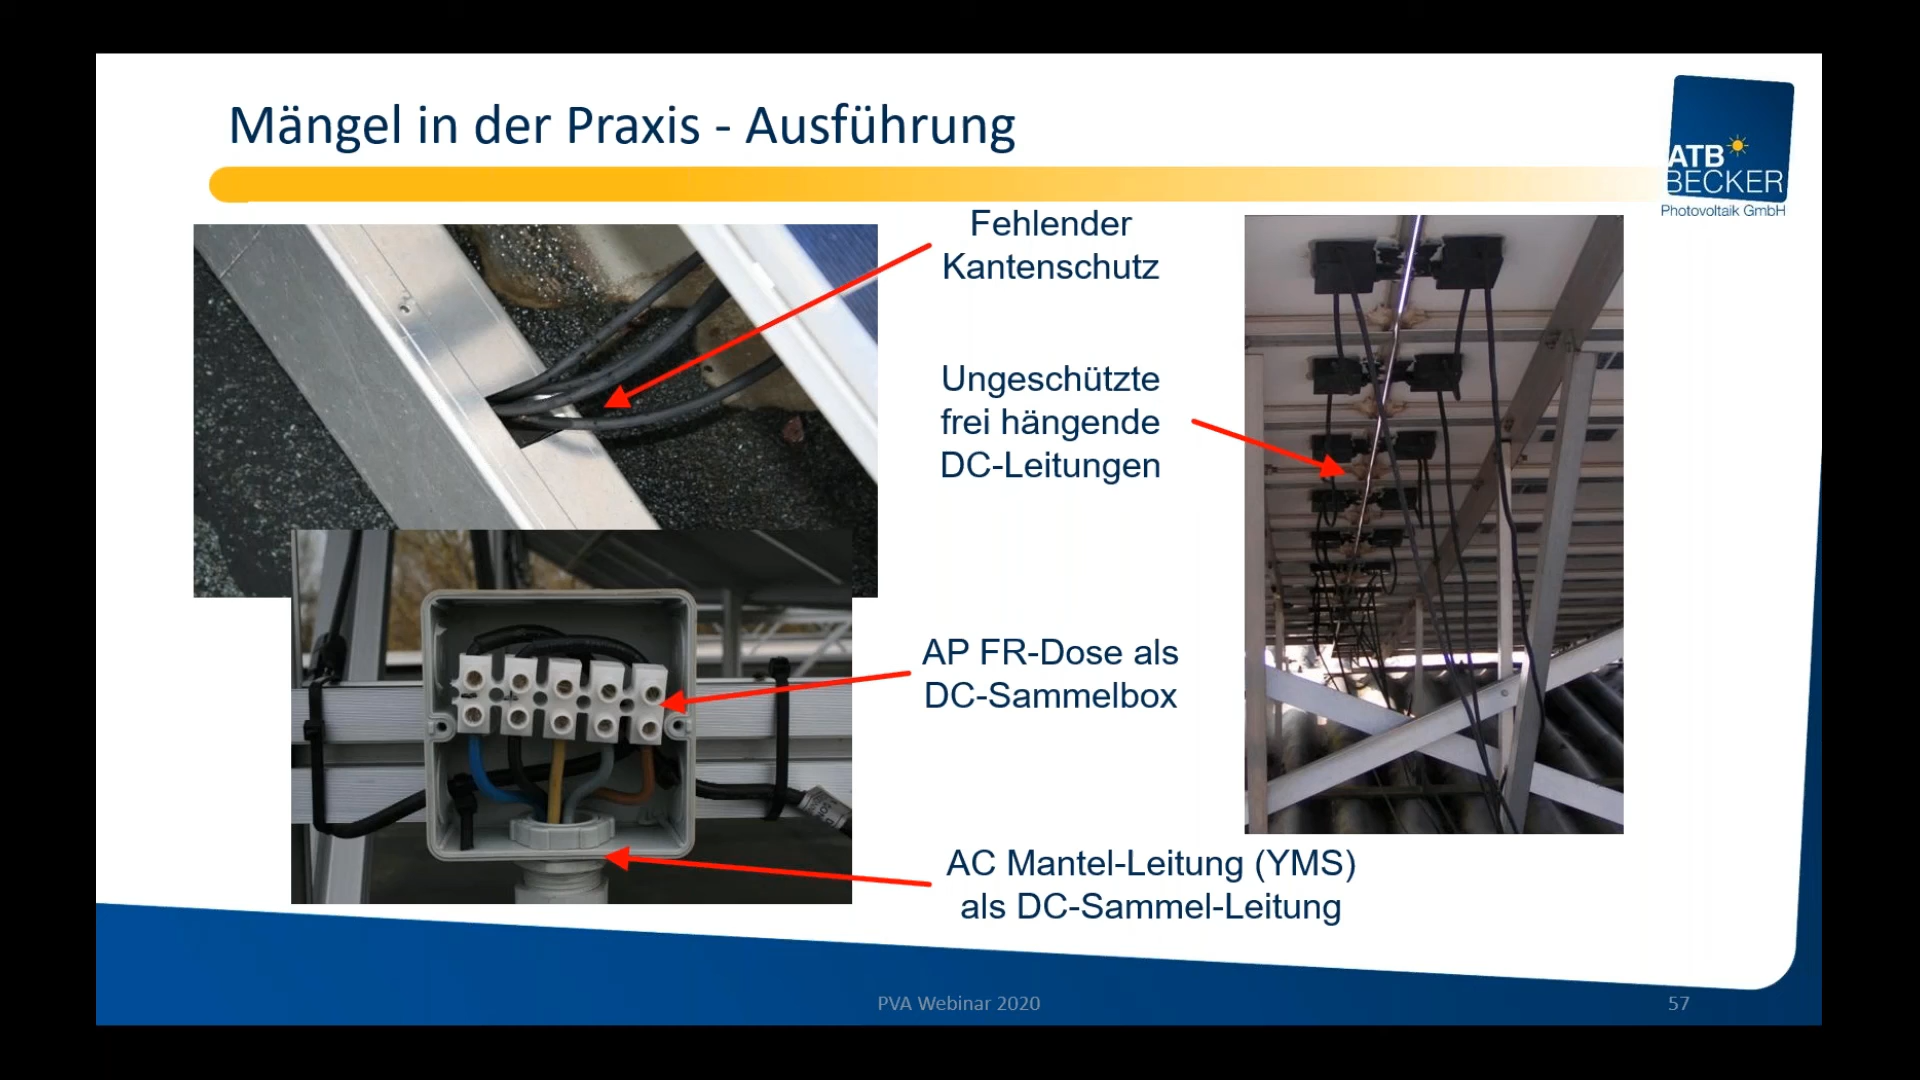 Mängel in der Praxis - Ausführung
ATB
BECKER
Photovoltaik GmbH
Fehlender
Kantenschutz
Ungeschützte
frei hängende
DC-Leitungen
AP FR-Dose als
DC-Sammelbox
AC Mantel-Leitung (YMS)
als DC-Sammel-Leitung
PVA Webinar 2020
57